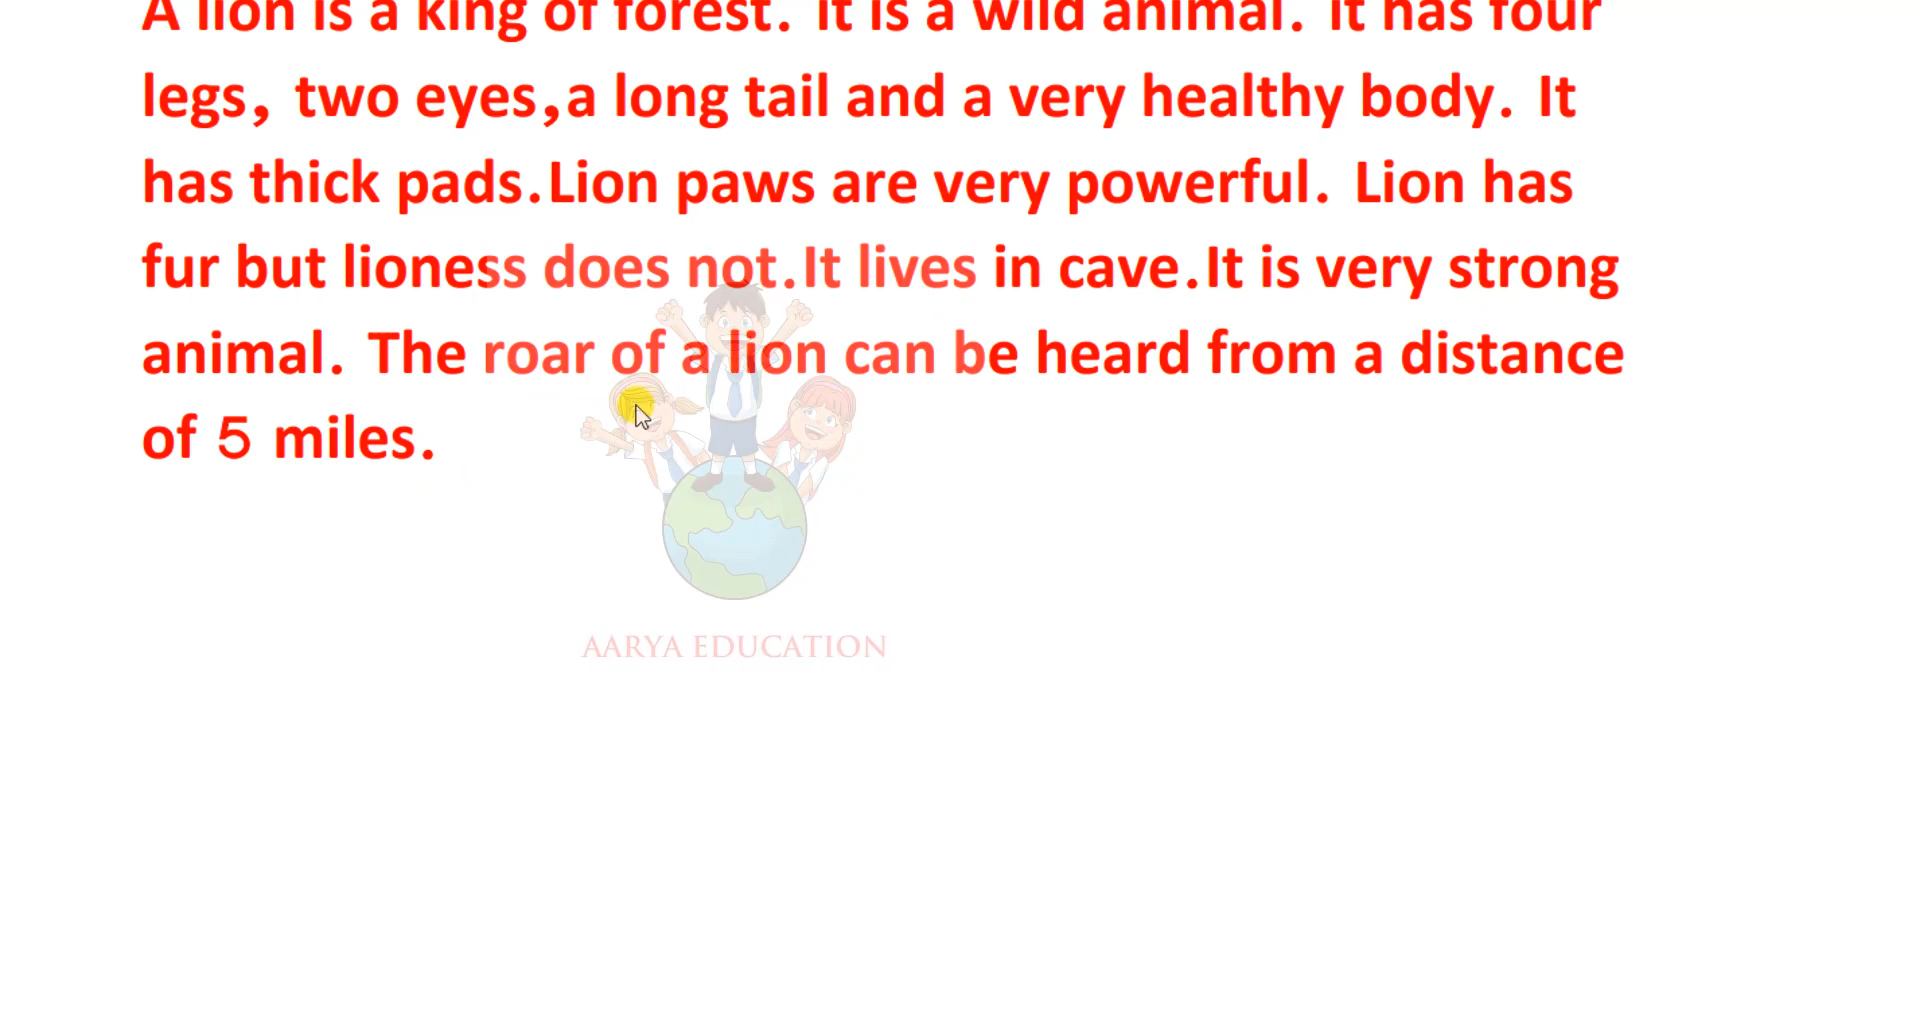 A lion is a king of forest. It is a wild animal. it has four
legs, two eyes,a long tail and a very healthy body. It
has thick pads.Lion paws are very powerful. Lion has
fur but lioness does not.It lives in cave.It is very strong
animal. The roar of a lion can be heard from a distance
of 5 miles.
AARYA EDUCATION